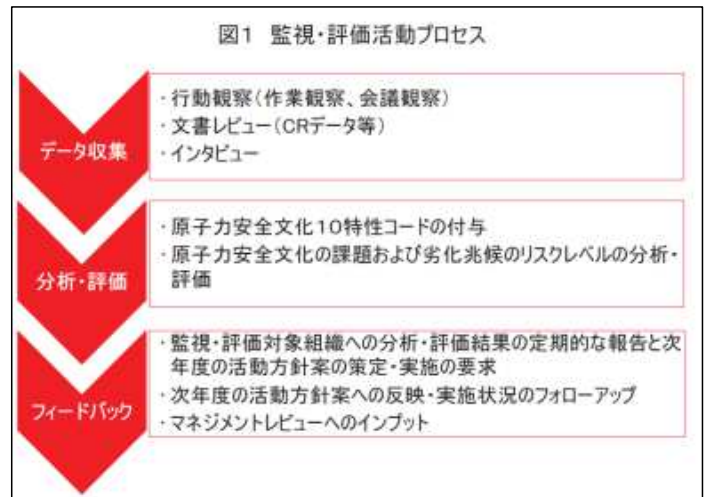 図1 監視・評価活動プロセス
データ収集
・行動観察(作業観察、会議観察)
・文書レビュー(CRデータ等)
・インタビュー
分析・評価
・原子力安全文化10特性コードの付与
・原子力安全文化の課題および劣化兆候のリスクレベルの分析・
評価
フィードバック
・監視・評価対象組織への分析・評価結果の定期的な報告と次
年度の活動方針案の策定・実施の要求
・次年度の活動方針案への反映・実施状況のフォローアップ
・マネジメントレビューへのインプット